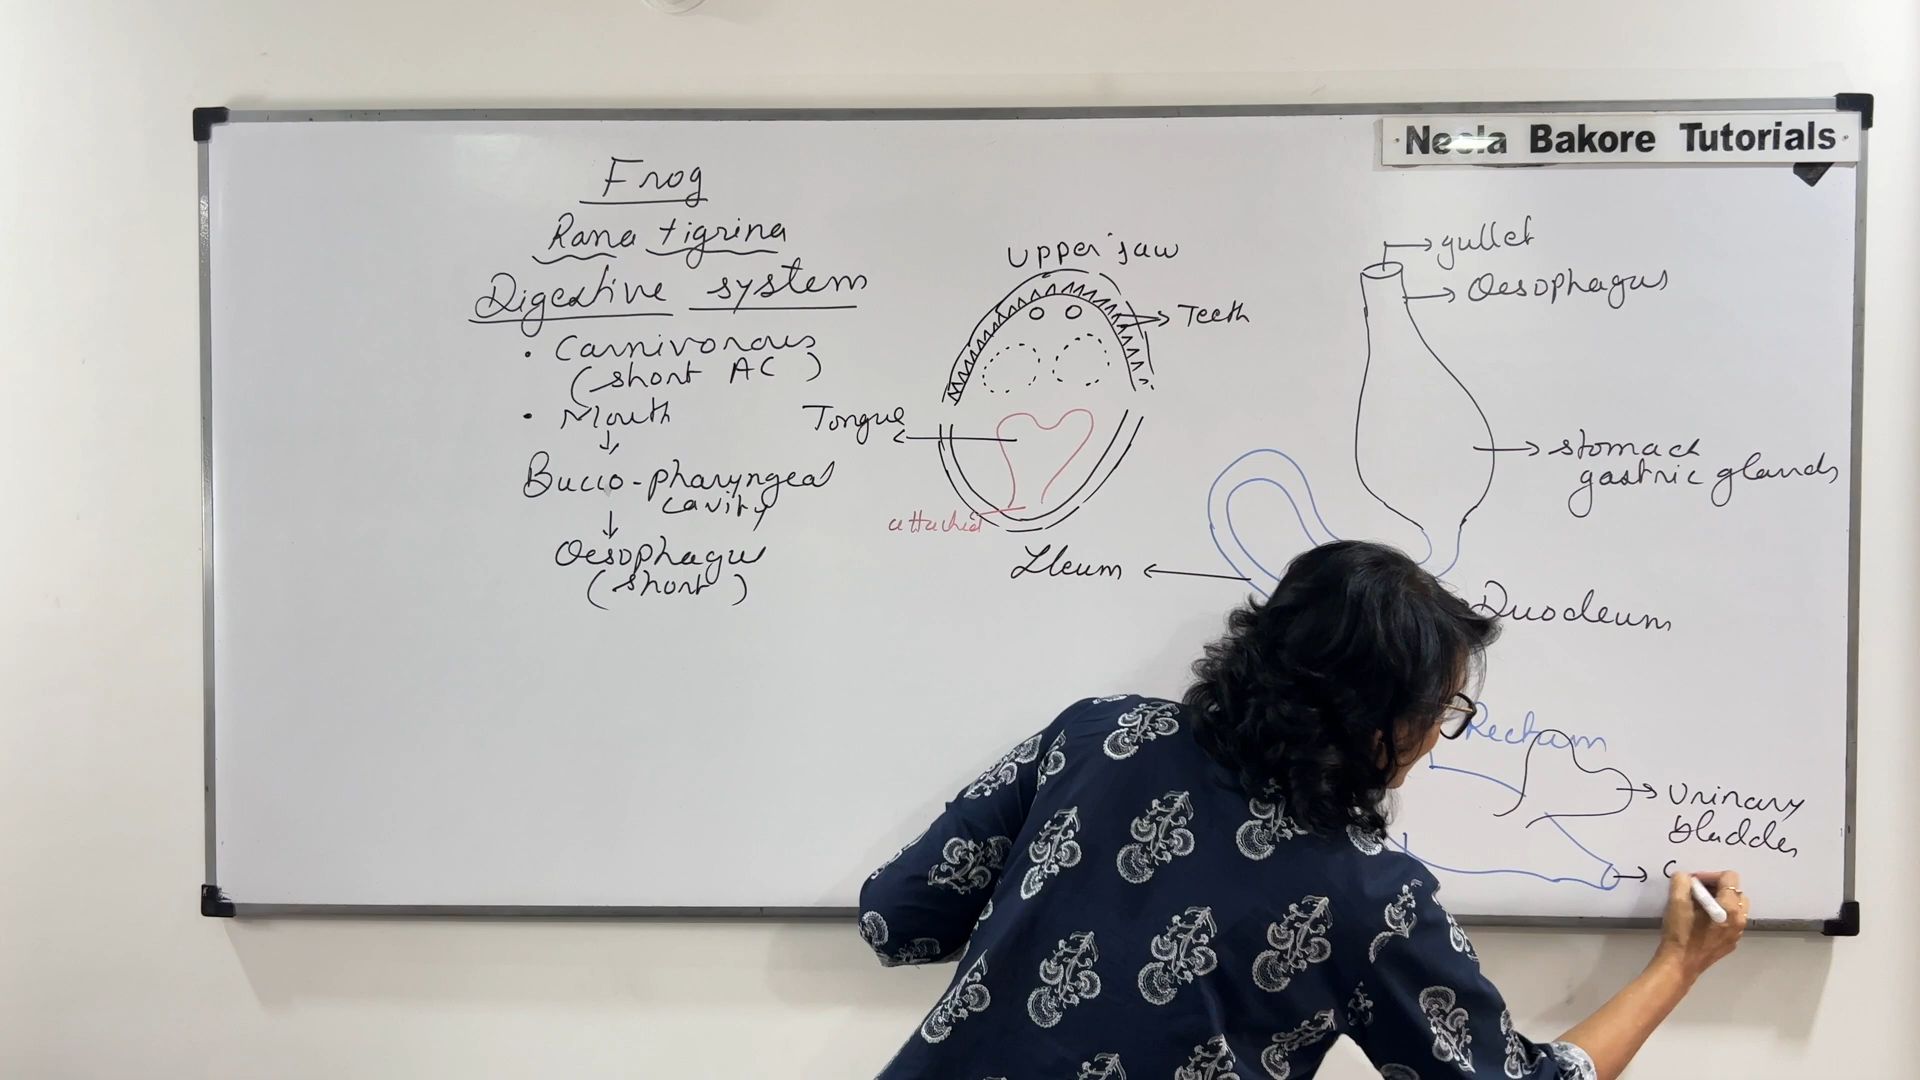 Neela Bakore Tutorials
Frog
Rana tigrina
Digestive system
• Carnivorous
(short AC)
• Mouth
↓
Bucco-pharyngeal
cavity
↓
Oesophagus
(short)
Upper jaw
→ Teeth
Tongue
attached
Ileum
→ gullet
→ Oesophagus
→ stomach
gastric glands
Duodeum
Rectum
→ Urinary
bladder
→ C